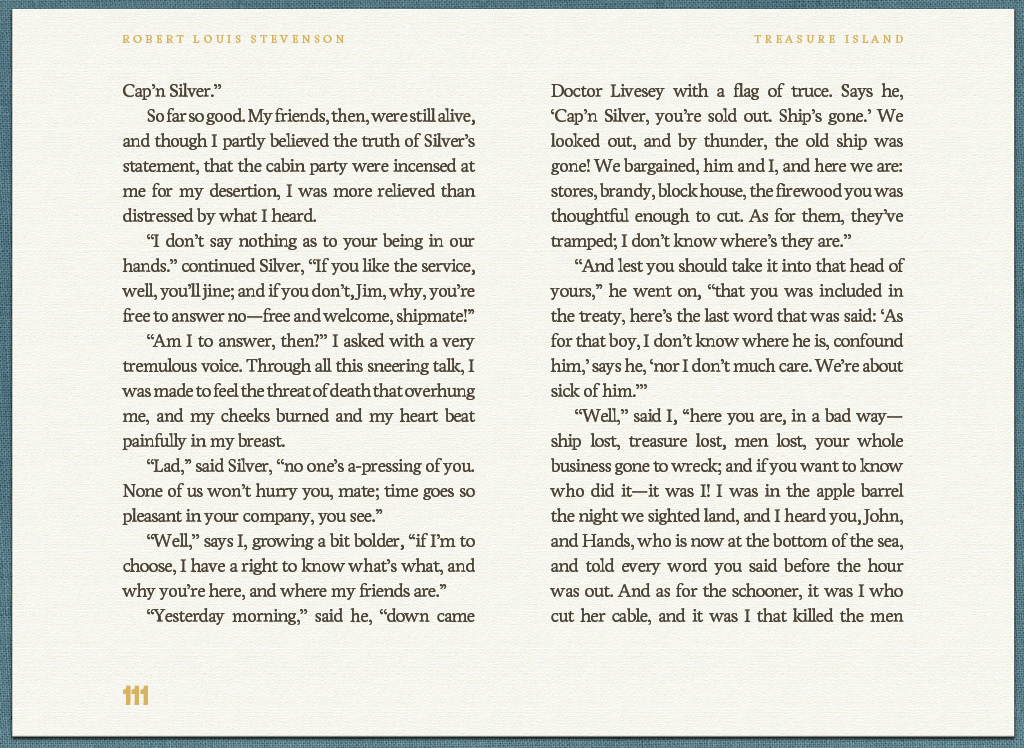 ROBERT LOUIS STEVENSON
TREASURE ISLAND
Cap’n Silver.”
So far so good. My friends, then, were still alive,
and though I partly believed the truth of Silver’s
statement, that the cabin party were incensed at
me for my desertion, I was more relieved than
distressed by what I heard.
“I don’t say nothing as to your being in our
hands.” continued Silver, “If you like the service,
well, you’ll jine; and if you don’t, Jim, why, you’re
free to answer no—free and welcome, shipmate!”
“Am I to answer, then?” I asked with a very
tremulous voice. Through all this sneering talk, I
was made to feel the threat of death that overhung
me, and my cheeks burned and my heart beat
painfully in my breast.
“Lad,” said Silver, “no one’s a-pressing of you.
None of us won’t hurry you, mate; time goes so
pleasant in your company, you see.”
“Well,” says I, growing a bit bolder, “if I’m to
choose, I have a right to know what’s what, and
why you’re here, and where my friends are.”
“Yesterday morning,” said he, “down came
Doctor Livesey with a flag of truce. Says he,
‘Cap’n Silver, you’re sold out. Ship’s gone.’ We
looked out, and by thunder, the old ship was
gone! We bargained, him and I, and here we are:
stores, brandy, block house, the firewood you was
thoughtful enough to cut. As for them, they’ve
tramped; I don’t know where’s they are.”
“And lest you should take it into that head of
yours,” he went on, “that you was included in
the treaty, here’s the last word that was said: ‘As
for that boy, I don’t know where he is, confound
him,’ says he, ‘nor I don’t much care. We’re about
sick of him.’”
“Well,” said I, “here you are, in a bad way—
ship lost, treasure lost, men lost, your whole
business gone to wreck; and if you want to know
who did it—it was I! I was in the apple barrel
the night we sighted land, and I heard you, John,
and Hands, who is now at the bottom of the sea,
and told every word you said before the hour
was out. And as for the schooner, it was I who
cut her cable, and it was I that killed the men
111